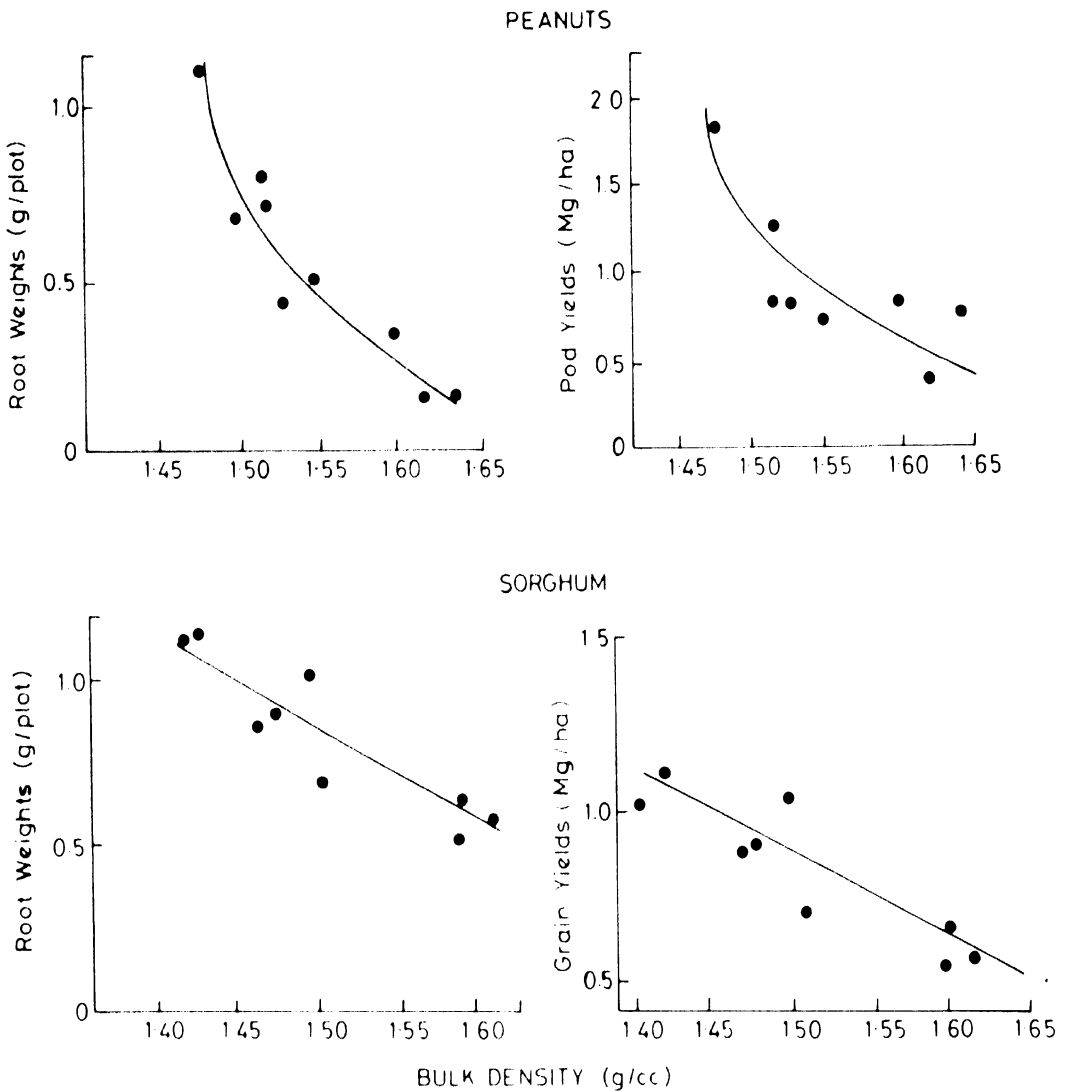 PEANUTS
Root Weights (g/plot)
1.0
0.5
0
1·45 1·50 1·55 1·60 1·65
Pod Yields (Mg/ha)
2 0
1.5
1.0
0 5
0
1·45 1·50 1·55 1·60 1·65
SORGHUM
Root Weights (g/plot)
1.0
0.5
0
1·40 1·45 1·50 1·55 1·60
Grain Yields (Mg/ha)
1 5
1.0
0.5
1·40 1·45 1·50 1·55 1·60 1·65
BULK DENSITY (g/cc)